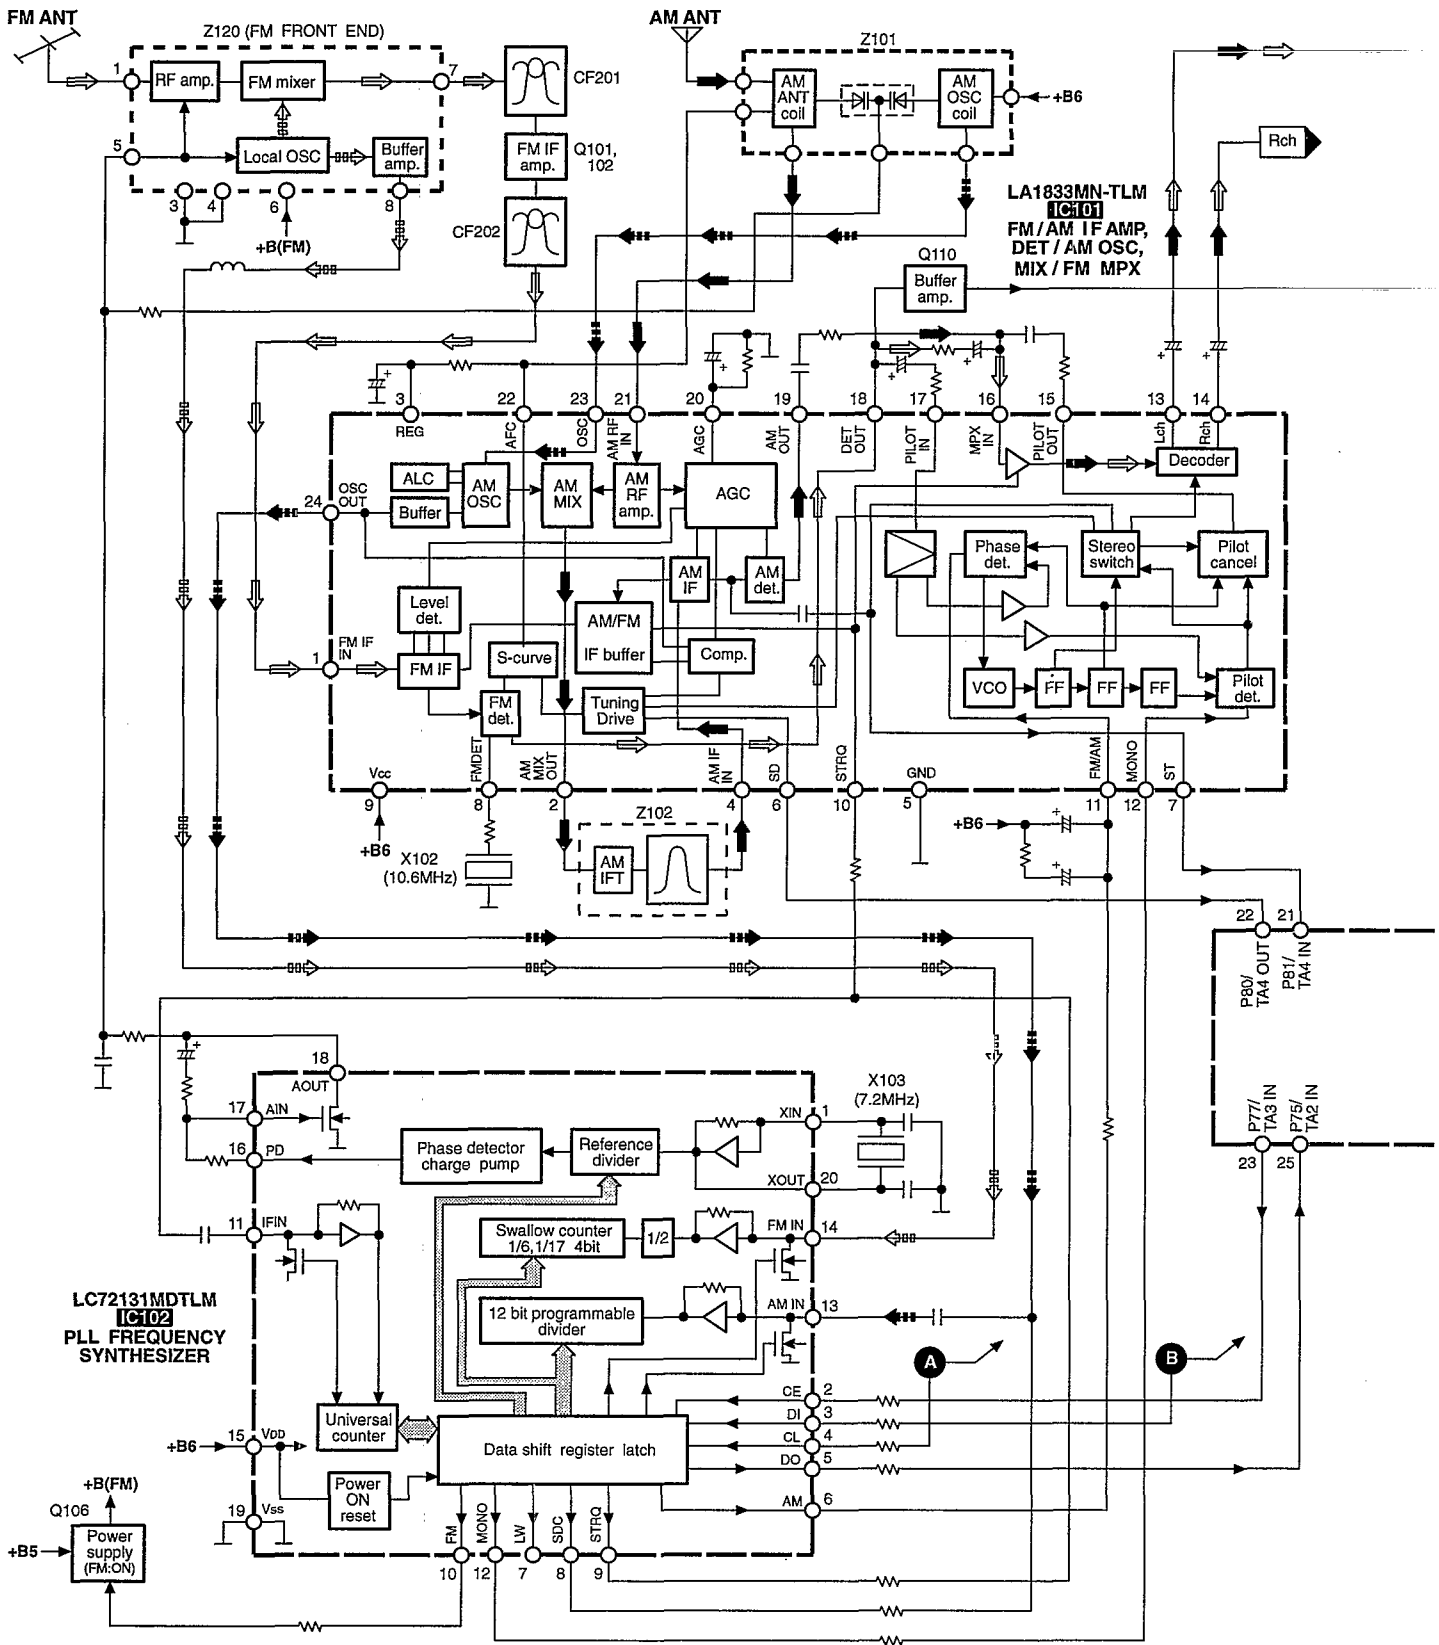 FM ANT
AM ANT
Z120 (FM FRONT END)
Z101
1
7
RF amp.
FM mixer
CF201
AM
ANT
coil
AM
OSC
coil
+B6
5
Local OSC
Buffer
amp.
FM IF
amp.
Q101,
102
Rch
3
4
6
8
+B(FM)
CF202
LA1833MN-TLM
IC101
FM/AM IF AMP,
DET/AM OSC,
MIX/FM MPX
Q110
Buffer
amp.
+
+
+
+
+
+
+
3
22
23
21
20
19
18
17
16
15
13
14
REG
AFC
OSC
AM RF
IN
AGC
AM
OUT
DET
OUT
PILOT
IN
MPX
IN
PILOT
OUT
Lch
Rch
24
OSC
OUT
ALC
Buffer
AM
OSC
AM
MIX
AM
RF
amp.
AGC
Decoder
Phase
det.
Stereo
switch
Pilot
cancel
AM
IF
AM
det.
Level
det.
AM/FM
IF buffer
1
FM IF
IN
FM IF
S-curve
Comp.
FM
det.
Tuning
Drive
VCO
FF
FF
FF
Pilot
det.
Vcc
FMDET
AM
MIX
OUT
AM IF
IN
SD
STRQ
GND
FM/AM
MONO
ST
9
8
2
4
6
10
5
11
12
7
+B6
X102
(10.6MHz)
Z102
AM
IFT
+B6
+
+
22
21
P80/
TA4 OUT
P81/
TA4 IN
P77/
TA3 IN
P75/
TA2 IN
23
25
+
18
AOUT
17
AIN
16
PD
Phase detector
charge pump
Reference
divider
XIN
1
X103
(7.2MHz)
XOUT
20
11
IFIN
Swallow counter
1/6,1/17 4bit
1/2
FM IN
14
12 bit programmable
divider
AM IN
13
LC72131MDTLM
IC102
PLL FREQUENCY
SYNTHESIZER
A
B
Universal
counter
Data shift register latch
CE
2
DI
3
CL
4
DO
5
AM
6
+B6
15
VDD
Power
ON
reset
19
Vss
+B(FM)
Q106
+B5
Power
supply
(FM:ON)
FM
MONO
LW
SDC
STRQ
10
12
7
8
9